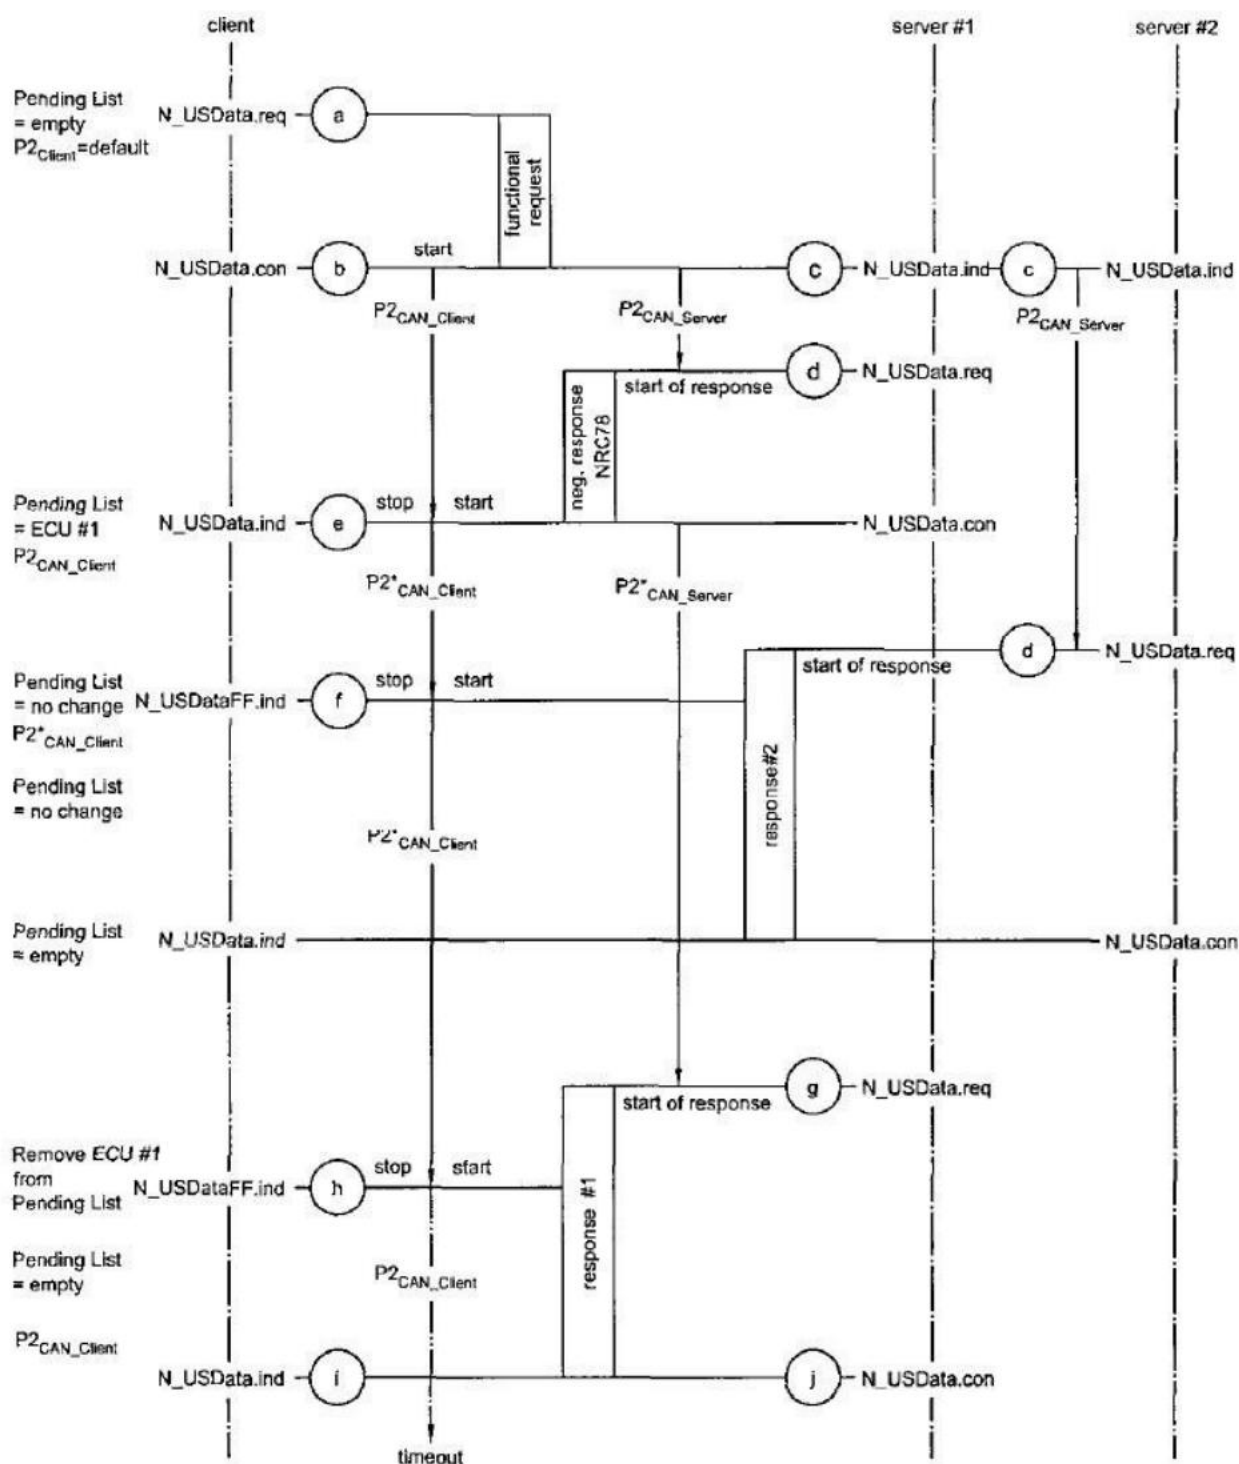 client
server #1
server #2
Pending List
= empty
P2Client=default
N_USData.req
a
functional
request
N_USData.con
b
start
c
N_USData.ind
c
N_USData.ind
P2CAN_Client
P2CAN_Server
P2CAN_Server
d
N_USData.req
start of response
neg. response
NRC78
Pending List
= ECU #1
P2CAN_Client
N_USData.ind
e
stop
start
N_USData.con
P2*CAN_Client
P2*CAN_Server
d
N_USData.req
start of response
Pending List
= no change
P2*CAN_Client
N_USDataFF.ind
f
stop
start
response#2
Pending List
= no change
P2*CAN_Client
Pending List
= empty
N_USData.ind
N_USData.con
g
N_USData.req
start of response
Remove ECU #1
from
Pending List
N_USDataFF.ind
h
stop
start
response #1
Pending List
= empty
P2CAN_Client
P2CAN_Client
N_USData.ind
i
j
N_USData.con
timeout